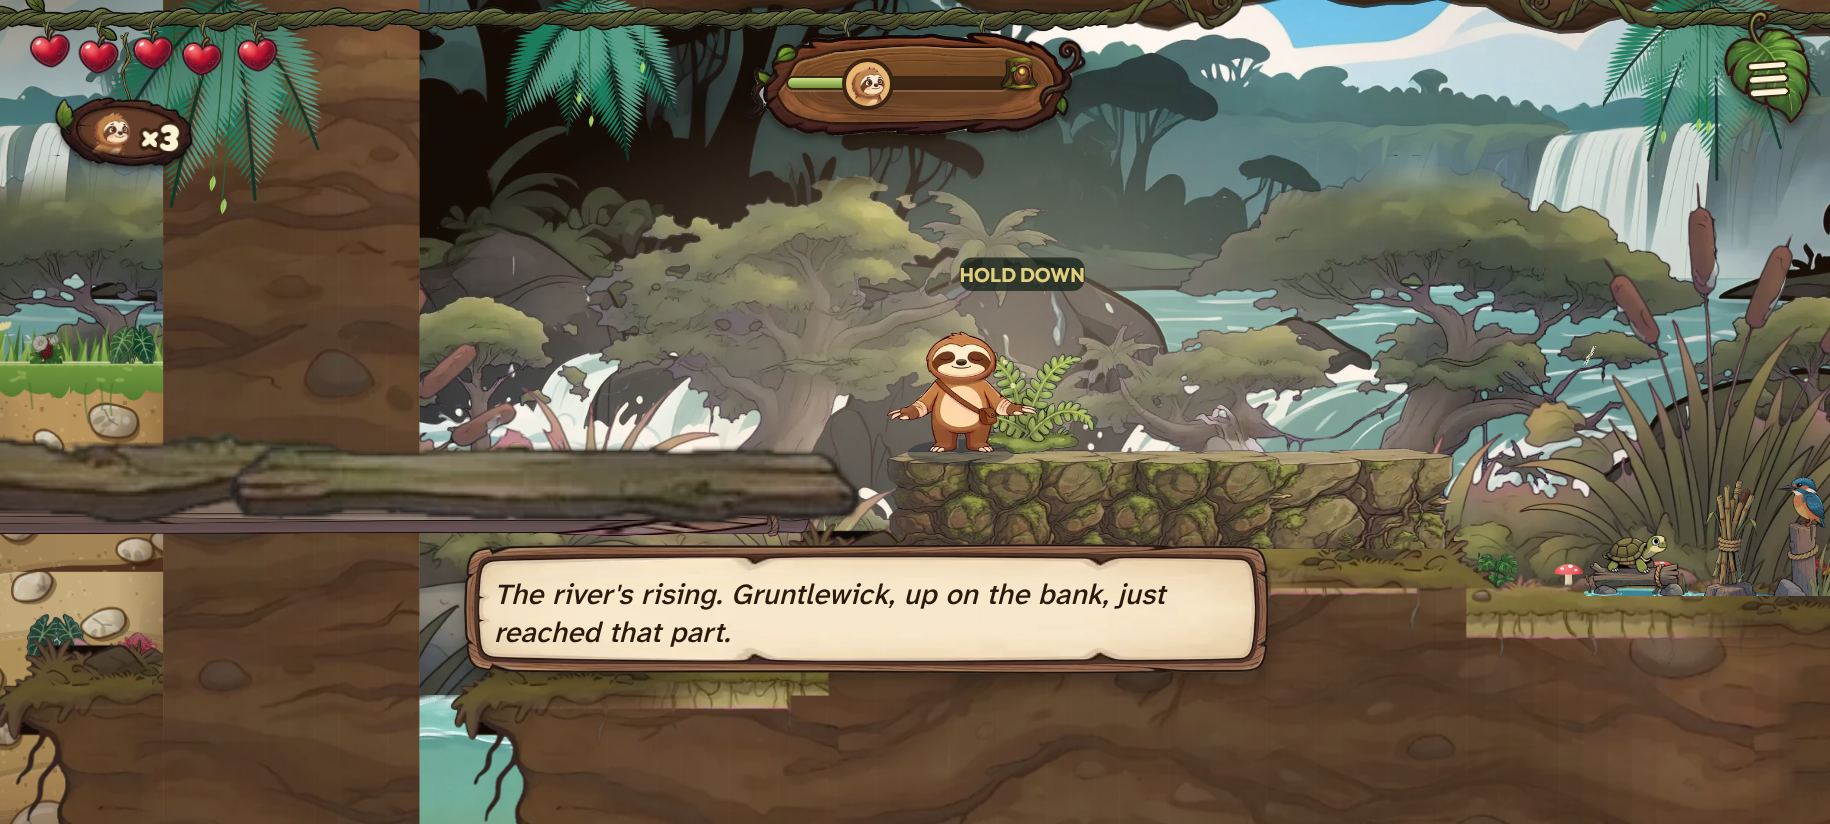 ×3
HOLD DOWN
The river's rising. Gruntlewick, up on the bank, just
reached that part.